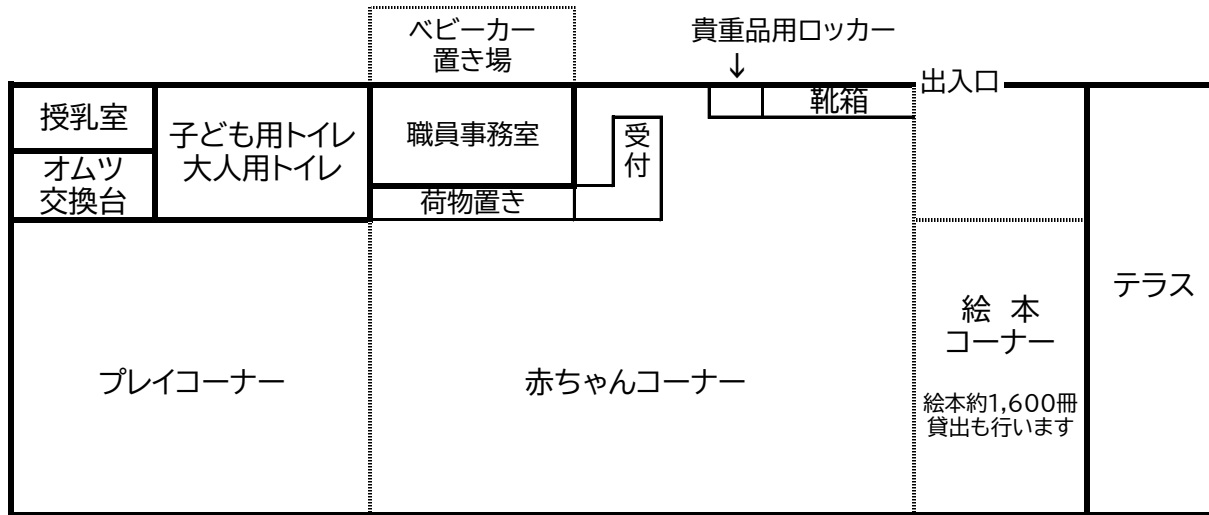 ベビーカー
置き場
貴重品用ロッカー
↓
出入口
授乳室
子ども用トイレ
大人用トイレ
職員事務室
受付
靴箱
オムツ
交換台
荷物置き
テラス
絵 本
コーナー
プレイコーナー
赤ちゃんコーナー
絵本約1,600冊
貸出も行います